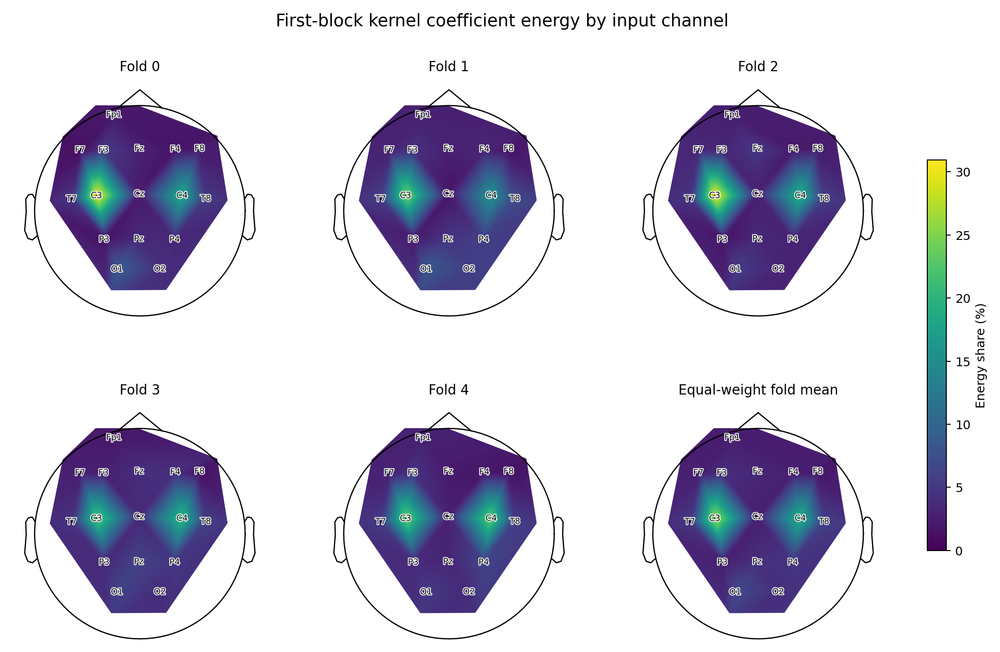 First-block kernel coefficient energy by input channel
Fold 0
Fp1
F7 F3 Fz F4 F8
T7 C3 Cz C4 T8
P3 Pz P4
O1 O2
Fold 1
Fp1
F7 F3 Fz F4 F8
T7 C3 Cz C4 T8
P3 Pz P4
O1 O2
Fold 2
Fp1
F7 F3 Fz F4 F8
T7 C3 Cz C4 T8
P3 Pz P4
O1 O2
Fold 3
Fp1
F7 F3 Fz F4 F8
T7 C3 Cz C4 T8
P3 Pz P4
O1 O2
Fold 4
Fp1
F7 F3 Fz F4 F8
T7 C3 Cz C4 T8
P3 Pz P4
O1 O2
Equal-weight fold mean
Fp1
F7 F3 Fz F4 F8
T7 C3 Cz C4 T8
P3 Pz P4
O1 O2
30
25
20
15
10
5
0
Energy share (%)